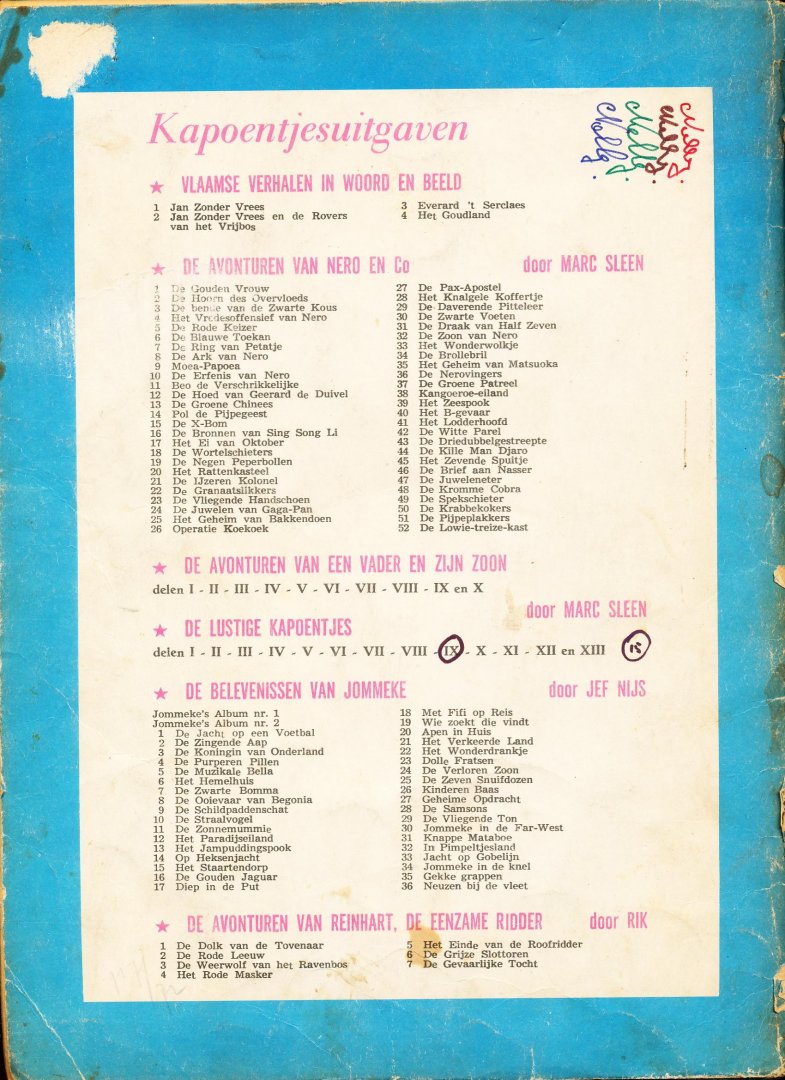 Kapoentjesuitgaven
Nelly.
Nelly.
Nelly.
Nelly.
★ VLAAMSE VERHALEN IN WOORD EN BEELD
1 Jan Zonder Vrees
2 Jan Zonder Vrees en de Rovers
van het Vrijbos
3 Everard 't Serclaes
4 Het Goudland
★ DE AVONTUREN VAN NERO EN Co door MARC SLEEN
1 De Gouden Vrouw
2 De Hoorn des Overvloeds
3 De bende van de Zwarte Kous
4 Het Vredesoffensief van Nero
5 De Rode Keizer
6 De Blauwe Toekan
7 De Ring van Petatje
8 De Ark van Nero
9 Moea-Papoea
10 De Erfenis van Nero
11 Beo de Verschrikkelijke
12 De Hoed van Geerard de Duivel
13 De Groene Chinees
14 Pol de Pijpegeest
15 De X-Bom
16 De Bronnen van Sing Song Li
17 Het Ei van Oktober
18 De Wortelschieters
19 De Negen Peperbollen
20 Het Rattenkasteel
21 De IJzeren Kolonel
22 De Granaatslikkers
23 De Vliegende Handschoen
24 De Juwelen van Gaga-Pan
25 Het Geheim van Bakkendoen
26 Operatie Koekoek
27 De Pax-Apostel
28 Het Knalgele Koffertje
29 De Daverende Pitteleer
30 De Zwarte Voeten
31 De Draak van Half Zeven
32 De Zoon van Nero
33 Het Wonderwolkje
34 De Brollebril
35 Het Geheim van Matsuoka
36 De Nerovingers
37 De Groene Patreel
38 Kangoeroe-eiland
39 Het Zeespook
40 Het B-gevaar
41 Het Lodderhoofd
42 De Witte Parel
43 De Driedubbelgestreepte
44 De Kille Man Djaro
45 Het Zevende Spuitje
46 De Brief aan Nasser
47 De Juweleneter
48 De Kromme Cobra
49 De Spekschieter
50 De Krabbekokers
51 De Pijpeplakkers
52 De Lowie-treize-kast
★ DE AVONTUREN VAN EEN VADER EN ZIJN ZOON
delen I - II - III - IV - V - VI - VII - VIII - IX en X
door MARC SLEEN
★ DE LUSTIGE KAPOENTJES
delen I - II - III - IV - V - VI - VII - VIII - IX - X - XI - XII en XIII 15
★ DE BELEVENISSEN VAN JOMMEKE door JEF NIJS
Jommeke's Album nr. 1
Jommeke's Album nr. 2
1 De Jacht op een Voetbal
2 De Zingende Aap
3 De Koningin van Onderland
4 De Purperen Pillen
5 De Muzikale Bella
6 Het Hemelhuis
7 De Zwarte Bomma
8 De Ooievaar van Begonia
9 De Schildpaddenschat
10 De Straalvogel
11 De Zonnemummie
12 Het Paradijseiland
13 Het Jampuddingspook
14 Op Heksenjacht
15 Het Staartendorp
16 De Gouden Jaguar
17 Diep in de Put
18 Met Fifi op Reis
19 Wie zoekt die vindt
20 Apen in Huis
21 Het Verkeerde Land
22 Het Wonderdrankje
23 Dolle Fratsen
24 De Verloren Zoon
25 De Zeven Snuifdozen
26 Kinderen Baas
27 Geheime Opdracht
28 De Samsons
29 De Vliegende Ton
30 Jommeke in de Far-West
31 Knappe Mataboe
32 In Pimpeltjesland
33 Jacht op Gobelijn
34 Jommeke in de knel
35 Gekke grappen
36 Neuzen bij de vleet
★ DE AVONTUREN VAN REINHART, DE EENZAME RIDDER door RIK
1 De Dolk van de Tovenaar
2 De Rode Leeuw
3 De Weerwolf van het Ravenbos
4 Het Rode Masker
5 Het Einde van de Roofridder
6 De Grijze Slottoren
7 De Gevaarlijke Tocht